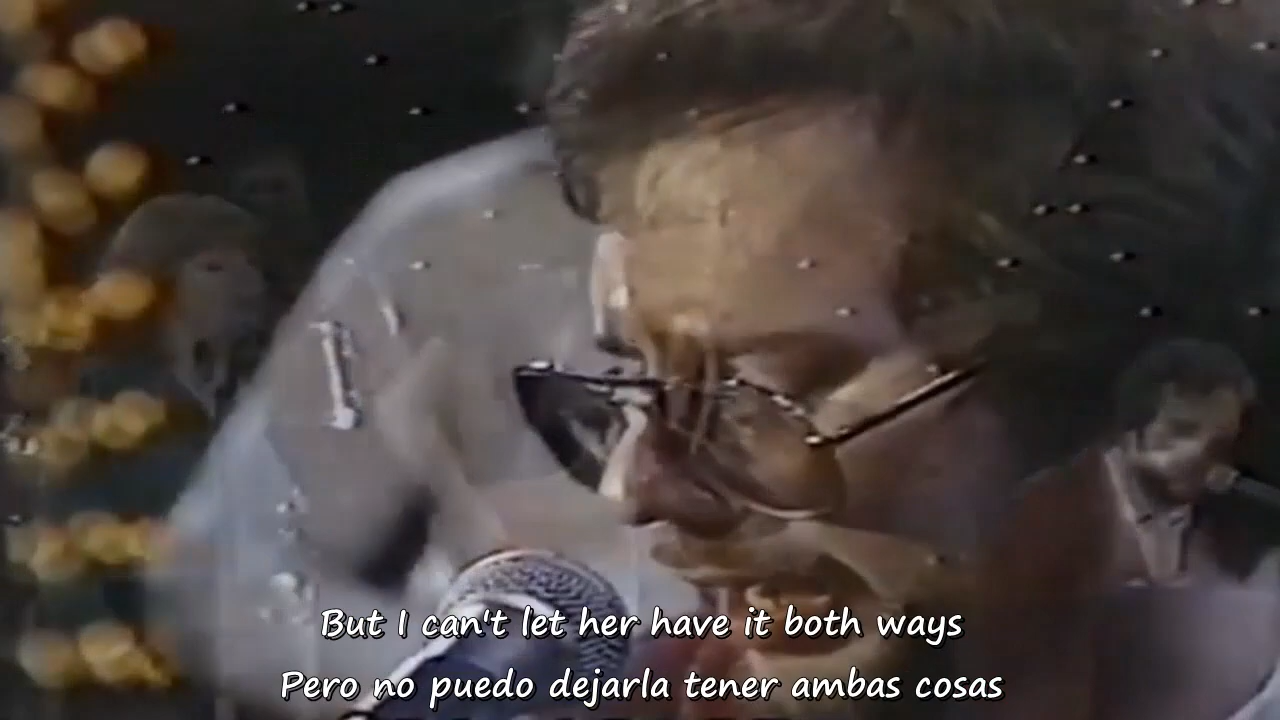 But I can't let her have it both ways
Pero no puedo dejarla tener ambas cosas